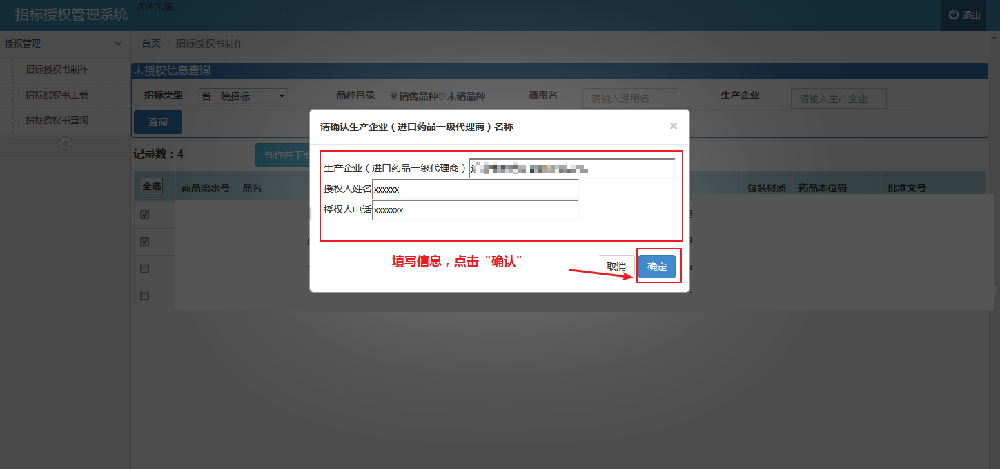 招标授权管理系统
欢迎光临,
退出
授权管理
首页 / 招标授权书制作
招标授权书制作
招标授权书上载
招标授权书查询
未授权信息查询
招标类型 省一院招标 品种目录 销售品种 未销品种 通用名 请输入通用名 生产企业 请输入生产企业
查询
记录数：4 制作并下载
全选 商品流水号 品名 包装材质 药品本位码 批准文号
请确认生产企业（进口药品一级代理商）名称 ×
生产企业（进口药品一级代理商）
授权人姓名 xxxxxx
授权人电话 xxxxxxx
填写信息，点击“确认”
取消 确定